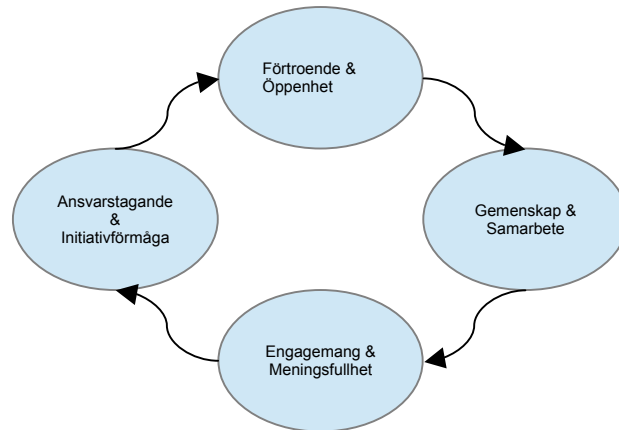 Förtroende &
Öppenhet
Gemenskap &
Samarbete
Engagemang &
Meningsfullhet
Ansvarstagande
&
Initiativförmåga